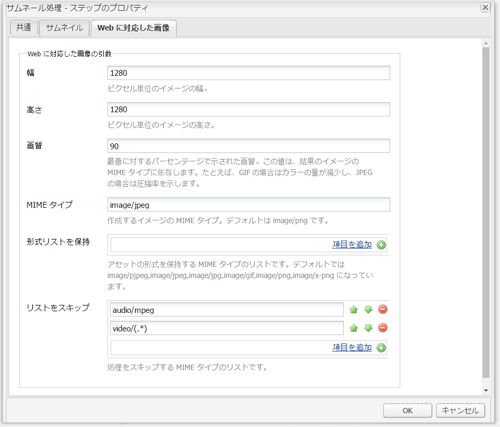 サムネール処理 - ステップのプロパティ
共通
サムネイル
Web に対応した画像
Web に対応した画像の引数
幅
1280
ピクセル単位のイメージの幅。
高さ
1280
ピクセル単位のイメージの高さ。
画質
90
最善に対するパーセンテージで示された画質。この値は、結果のイメージの
MIME タイプに依存します。たとえば、GIF の場合はカラーの量が減少し、JPEG
の場合は圧縮率を示します。
MIME タイプ
image/jpeg
作成するイメージの MIME タイプ。デフォルトは image/png です。
形式リストを保持
項目を追加
アセットの形式を保持する MIME タイプのリストです。デフォルトでは
image/pjpeg,image/jpeg,image/jpg,image/gif,image/png,image/x-png になってい
ます。
リストをスキップ
audio/mpeg
video/(.*)
項目を追加
処理をスキップする MIME タイプのリストです。
OK
キャンセル